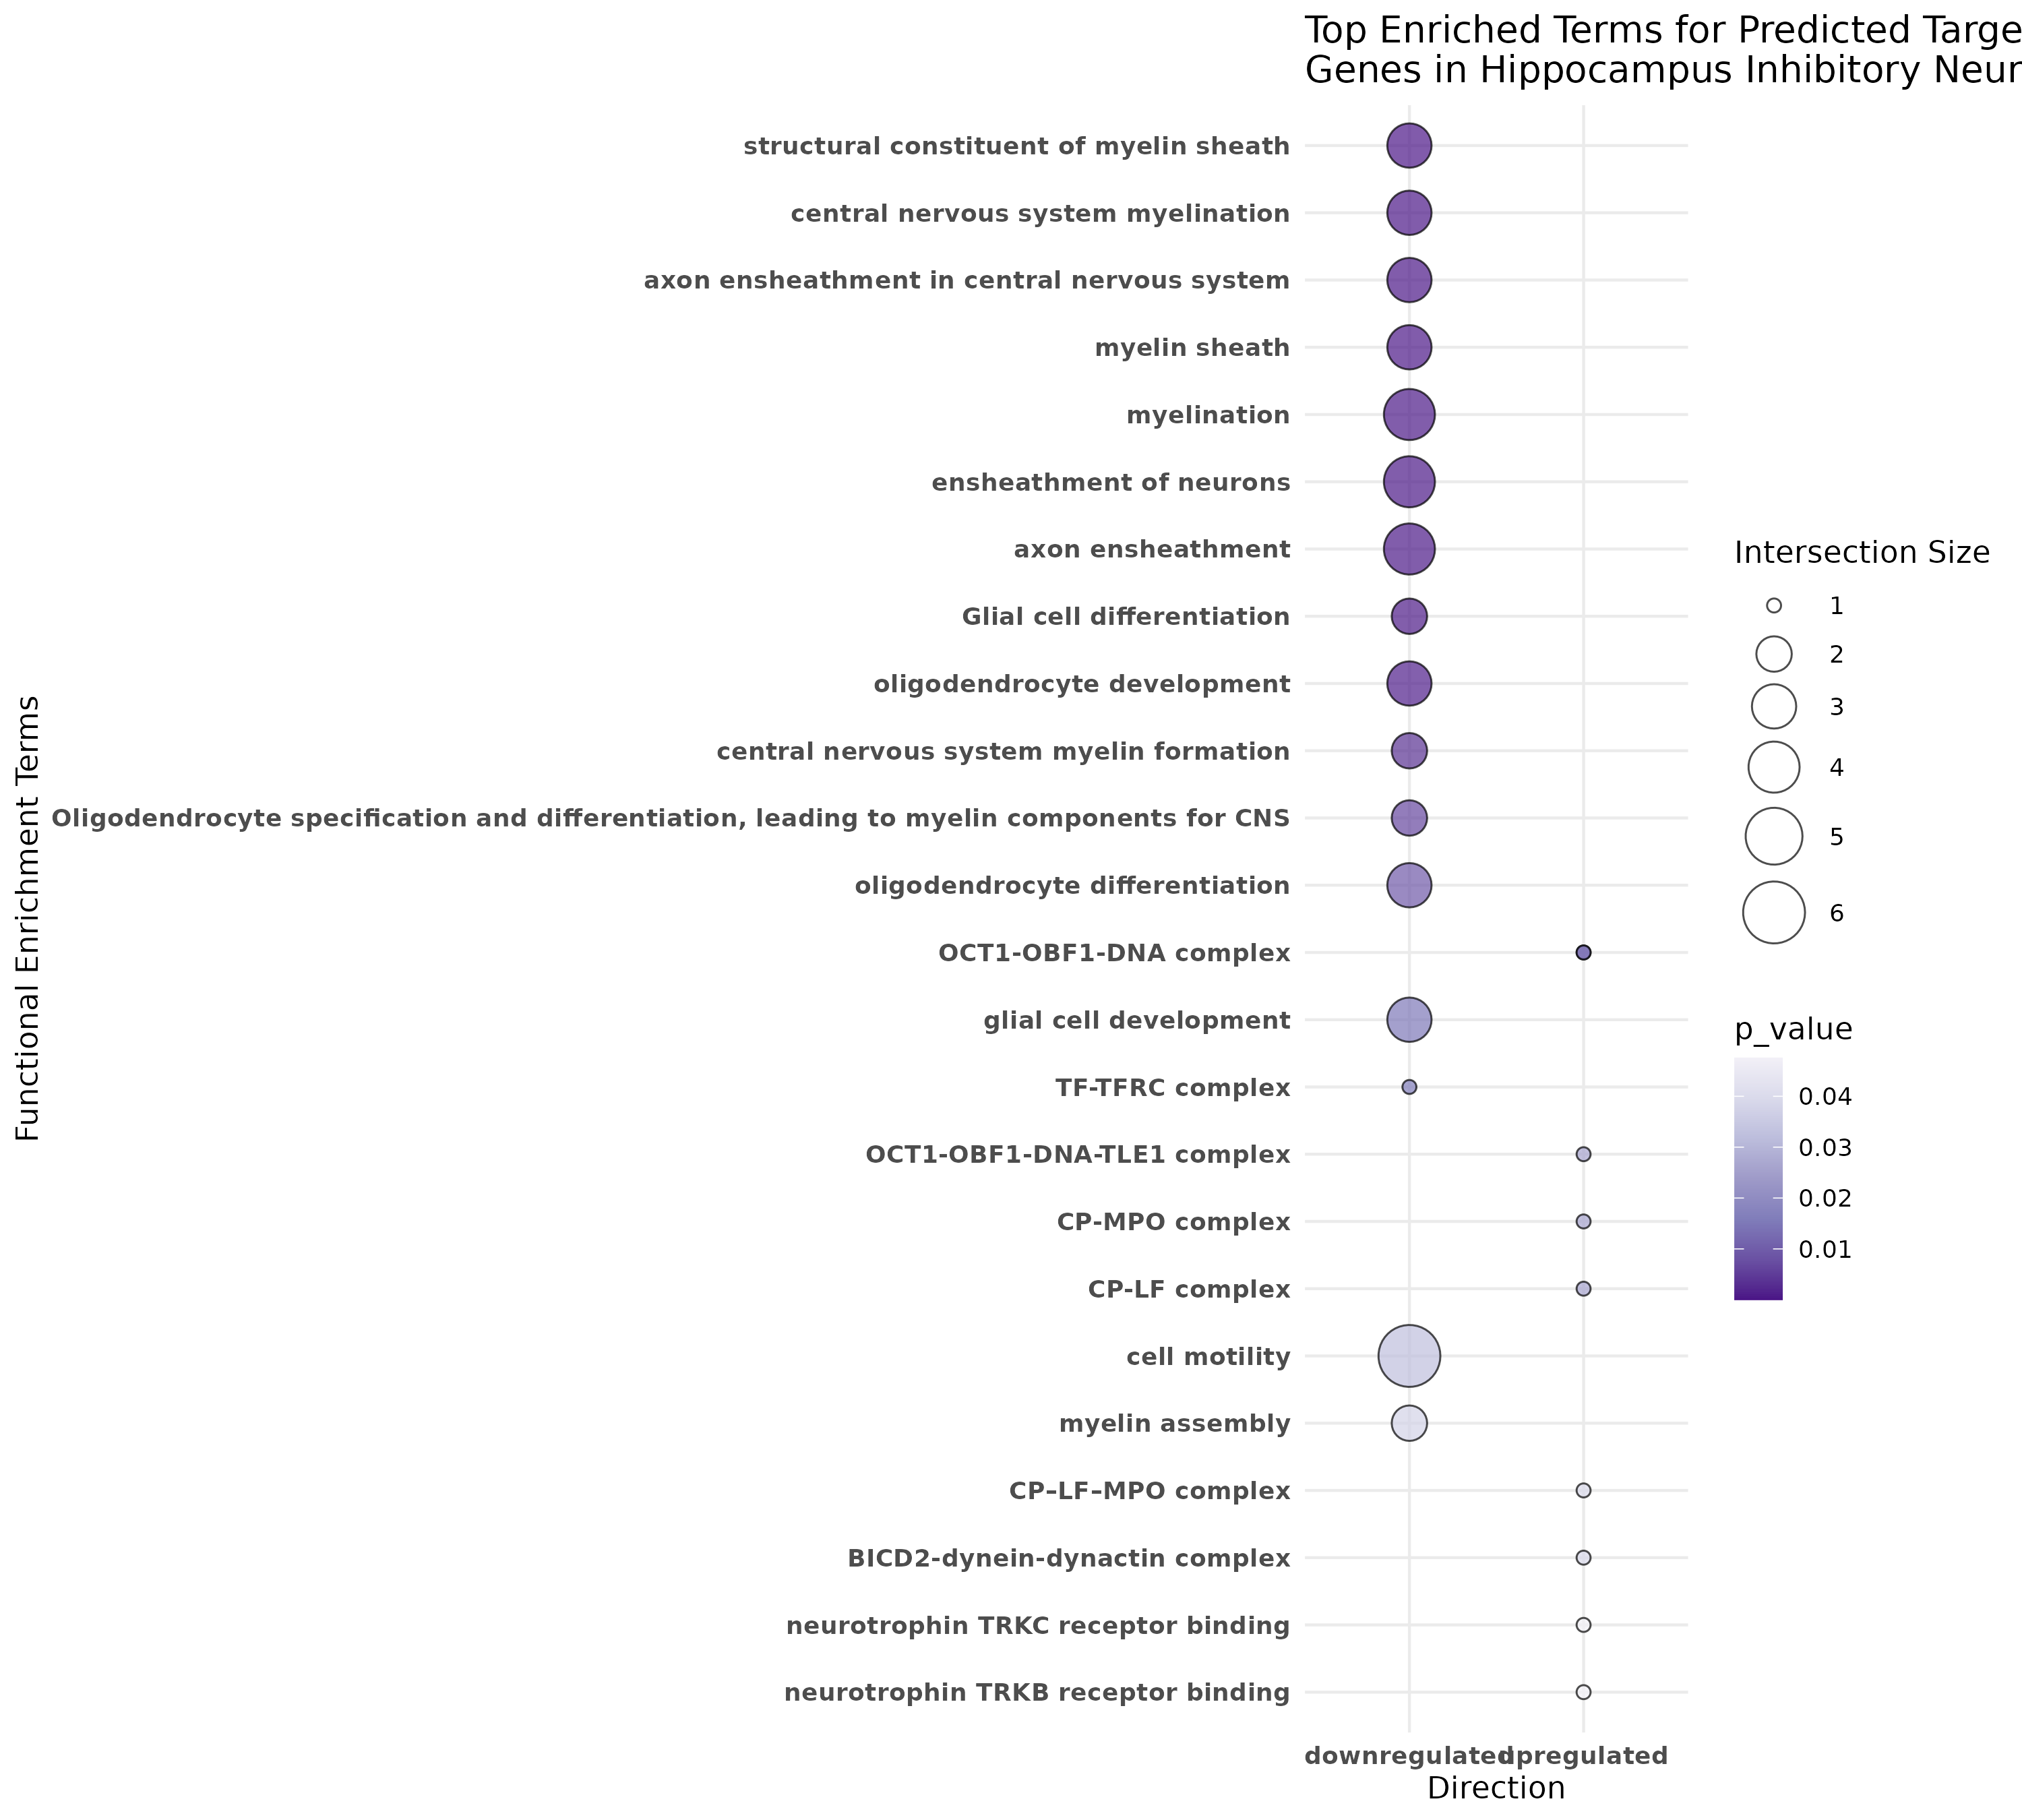 Top Enriched Terms for Predicted Targe
Genes in Hippocampus Inhibitory Neur
Functional Enrichment Terms
structural constituent of myelin sheath
central nervous system myelination
axon ensheathment in central nervous system
myelin sheath
myelination
ensheathment of neurons
axon ensheathment
Glial cell differentiation
oligodendrocyte development
central nervous system myelin formation
Oligodendrocyte specification and differentiation, leading to myelin components for CNS
oligodendrocyte differentiation
OCT1-OBF1-DNA complex
glial cell development
TF-TFRC complex
OCT1-OBF1-DNA-TLE1 complex
CP-MPO complex
CP-LF complex
cell motility
myelin assembly
CP–LF–MPO complex
BICD2-dynein-dynactin complex
neurotrophin TRKC receptor binding
neurotrophin TRKB receptor binding
downregulated upregulated
Direction
Intersection Size
1
2
3
4
5
6
p_value
0.04
0.03
0.02
0.01